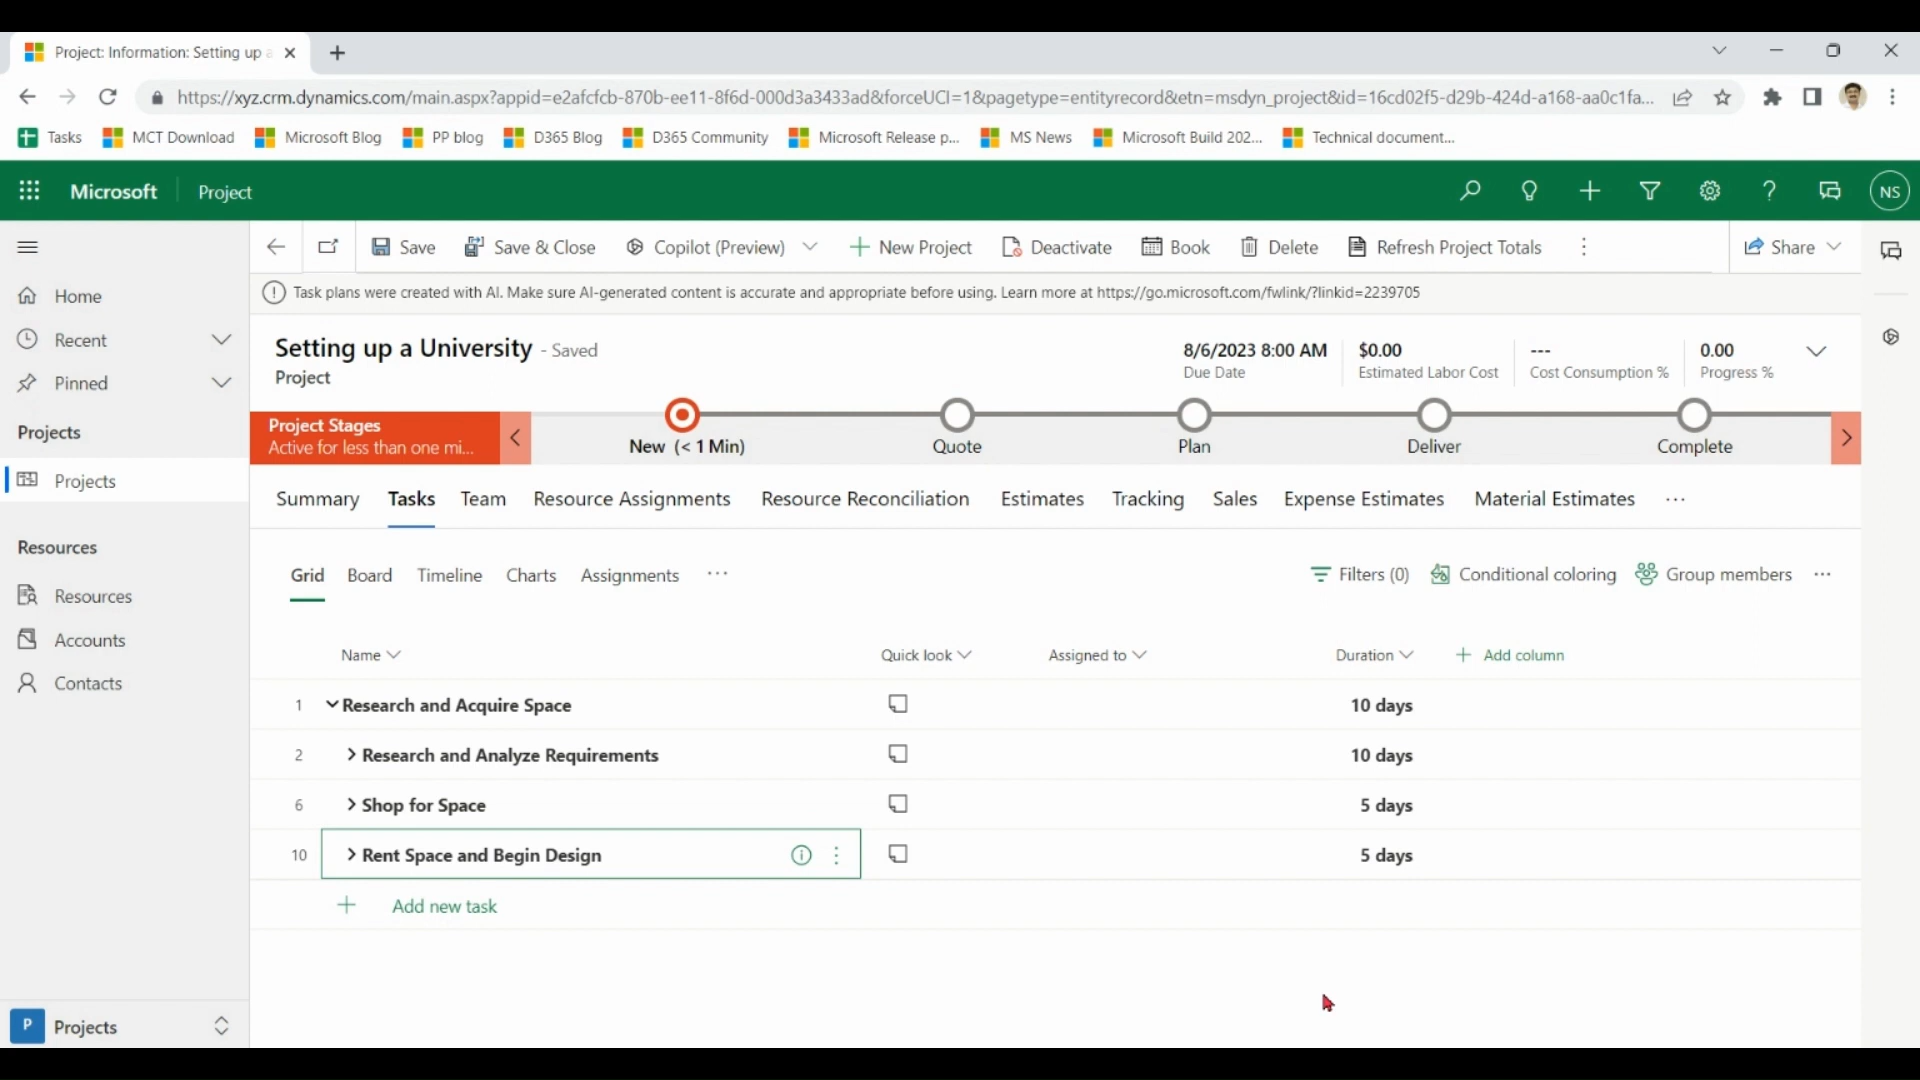 Project: Information: Setting up a
https://xyz.crm.dynamics.com/main.aspx?appid=e2afcfcb-870b-ee11-8f6d-000d3a3433ad&forceUCI=1&pagetype=entityrecord&etn=msdyn_project&id=16cd02f5-d29b-424d-a168-aa0c1fa...
Tasks MCT Download Microsoft Blog PP blog D365 Blog D365 Community Microsoft Release p... MS News Microsoft Build 202... Technical document...
Microsoft Project NS
Save Save & Close Copilot (Preview) New Project Deactivate Book Delete Refresh Project Totals Share
Task plans were created with AI. Make sure AI-generated content is accurate and appropriate before using. Learn more at https://go.microsoft.com/fwlink/?linkid=2239705
Home
Recent
Pinned
Projects
Projects
Resources
Resources
Accounts
Contacts
P Projects
Setting up a University - Saved
Project
8/6/2023 8:00 AM $0.00 --- 0.00
Due Date Estimated Labor Cost Cost Consumption % Progress %
Project Stages
Active for less than one mi...
New (< 1 Min) Quote Plan Deliver Complete
Summary Tasks Team Resource Assignments Resource Reconciliation Estimates Tracking Sales Expense Estimates Material Estimates ...
Grid Board Timeline Charts Assignments ... Filters (0) Conditional coloring Group members ...
Name Quick look Assigned to Duration Add column
1 Research and Acquire Space 10 days
2 Research and Analyze Requirements 10 days
6 Shop for Space 5 days
10 Rent Space and Begin Design 5 days
Add new task